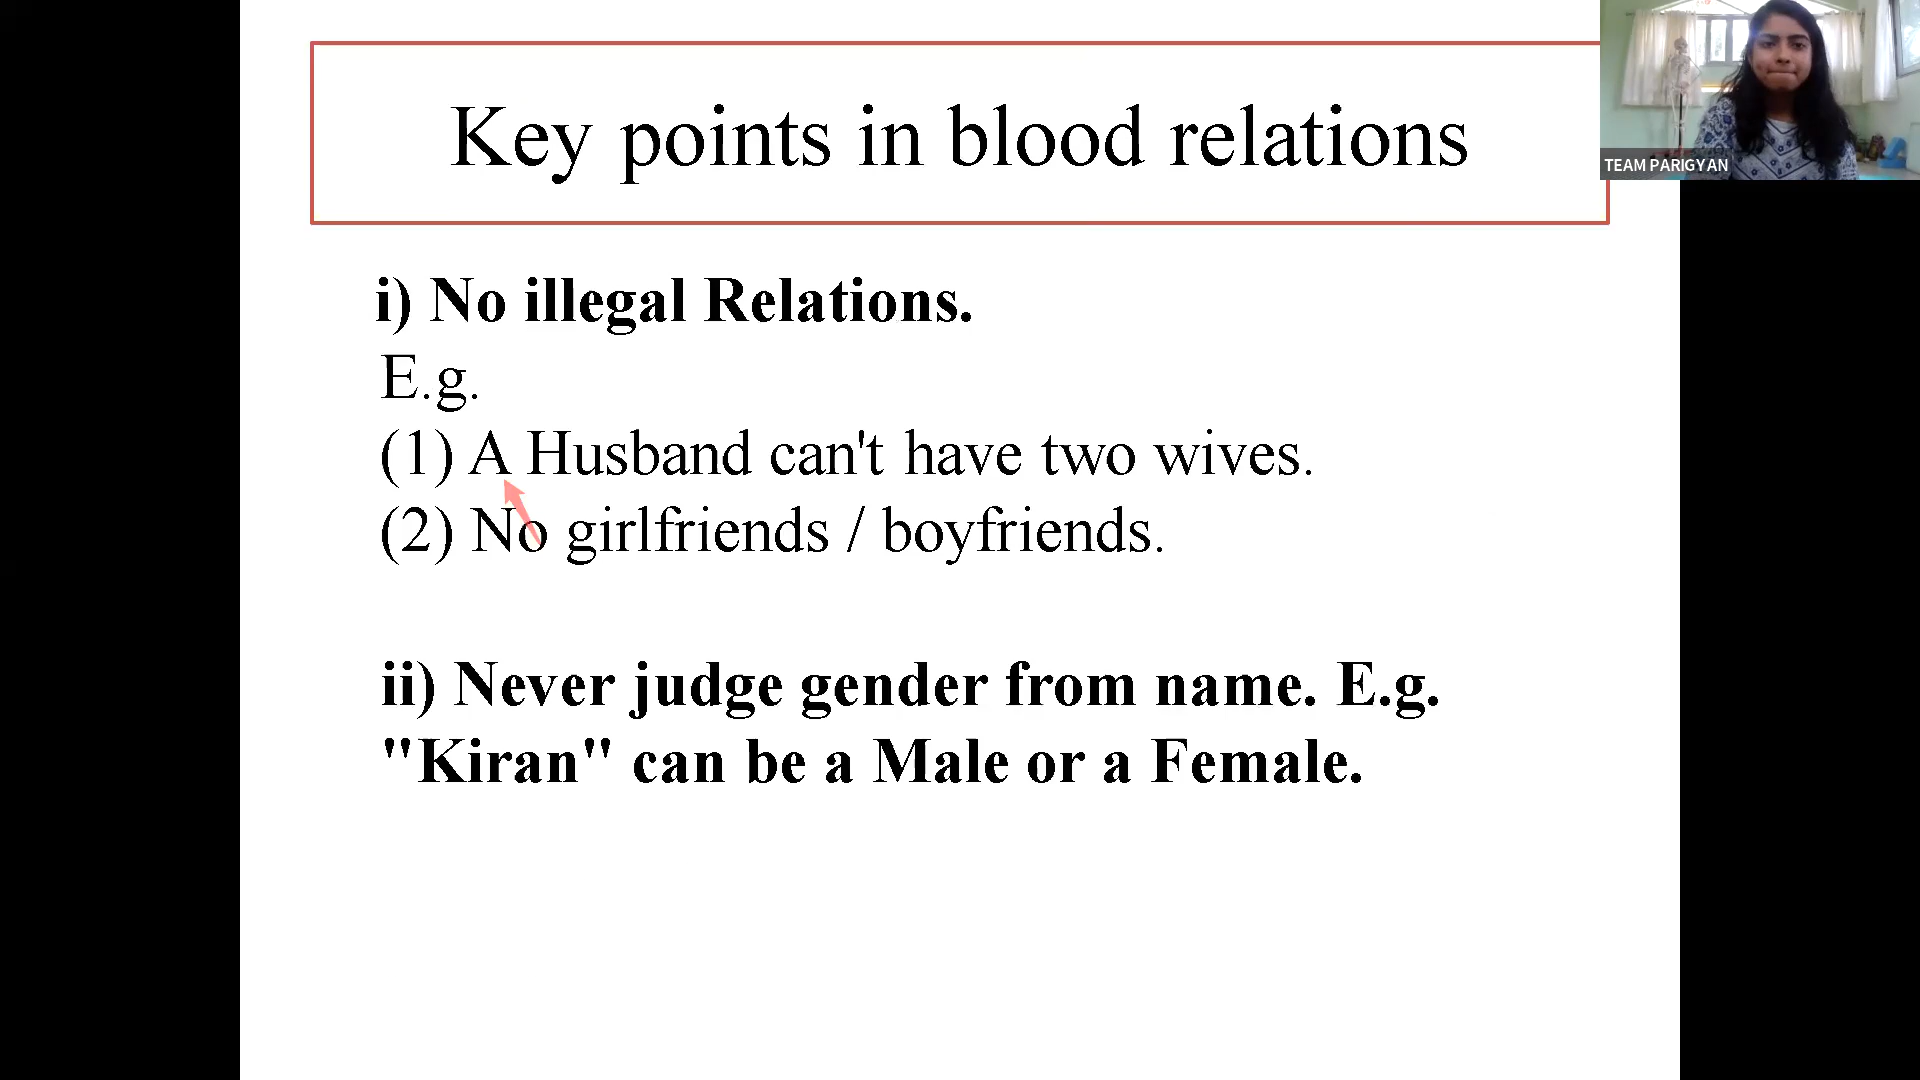 Key points in blood relations
TEAM PARIGYAN
i) No illegal Relations.
E.g.
(1) A Husband can't have two wives.
(2) No girlfriends / boyfriends.
ii) Never judge gender from name. E.g.
"Kiran" can be a Male or a Female.